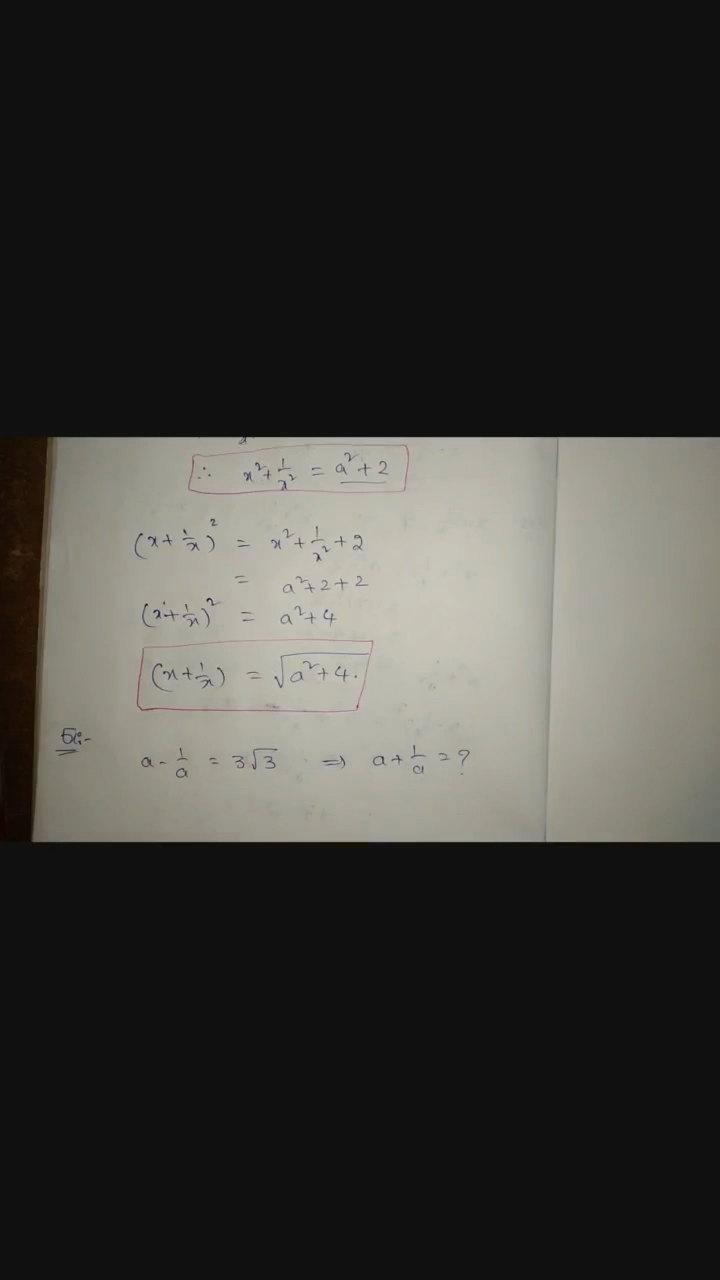 ∴ x² + 1/x² = a² + 2
(x + 1/x)² = x² + 1/x² + 2
= a² + 2 + 2
(x + 1/x)² = a² + 4
(x + 1/x) = √(a² + 4).
Ex:-
a - 1/a = 3√3 ⇒ a + 1/a = ?